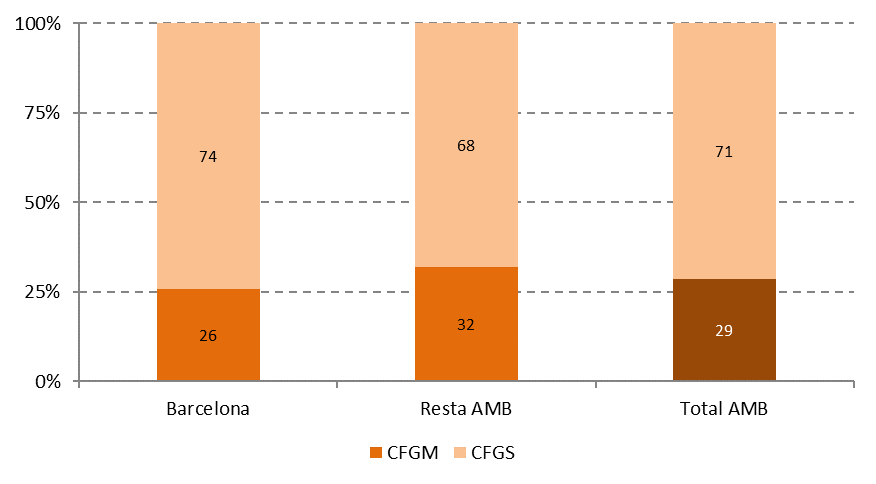 100%
75%
50%
25%
0%
74
68
71
26
32
29
Barcelona
Resta AMB
Total AMB
CFGM
CFGS